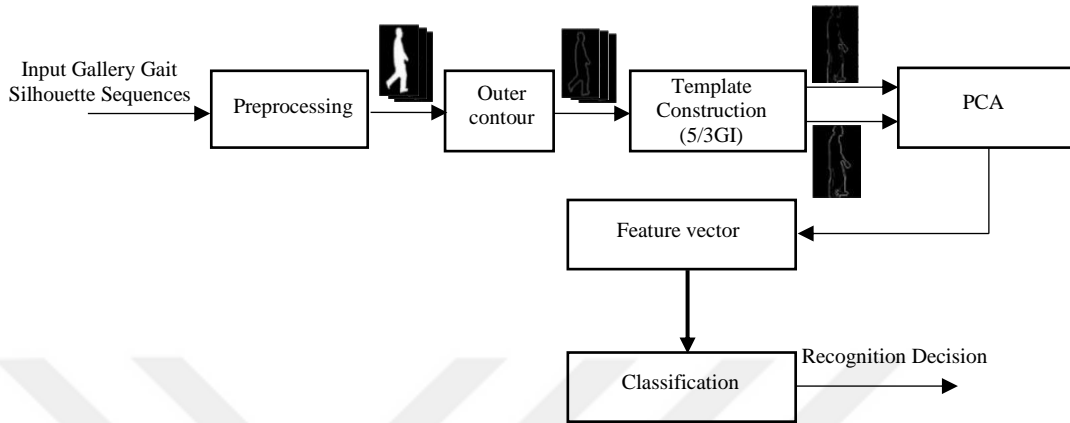 Input Gallery Gait
Silhouette Sequences
Preprocessing
Outer
contour
Template
Construction
(5/3GI)
PCA
Feature vector
Classification
Recognition Decision